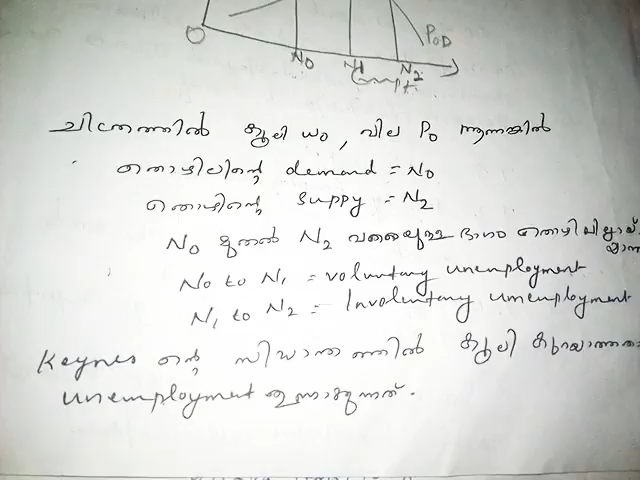 P₀D
O N₀ N₁ N₂
ചിത്രത്തിൽ കൂലി W₀, വില P₀ ആണെങ്കിൽ
തൊഴിലിന്റെ demand = N₀
തൊഴിന്റെ suppy = N₂
N₀ മുതൽ N₂ വരെയുള്ള ഭാഗം
N₀ to N₁ = voluntary unemployment
N₁ to N₂ = Involuntary unemployment
Keynes ന്റെ സിദ്ധാന്തത്തിൽ കൂലി
unemployment ഉണ്ടാകുന്നത്.